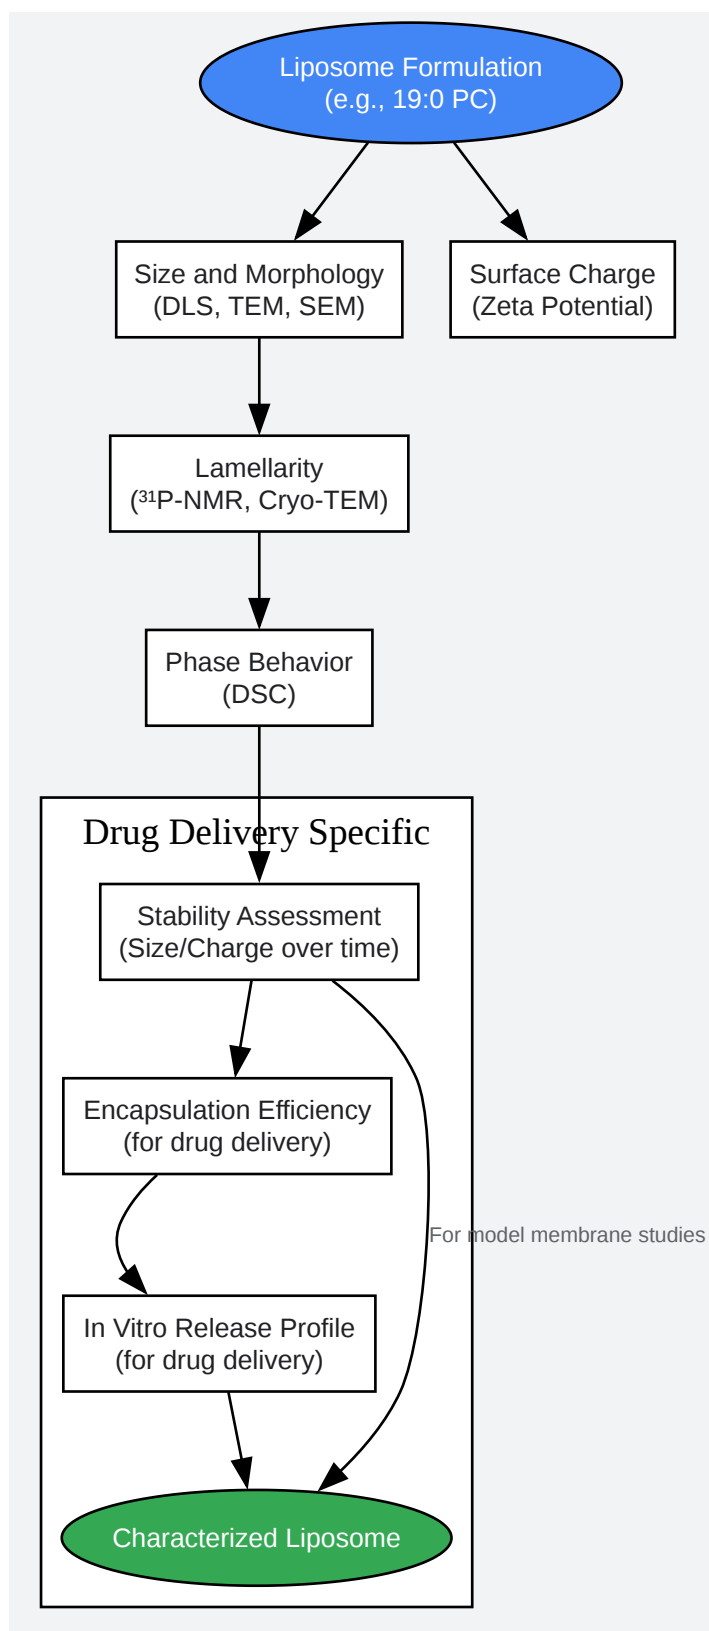 Liposome Formulation
(e.g., 19:0 PC)
Size and Morphology
(DLS, TEM, SEM)
Surface Charge
(Zeta Potential)
Lamellarity
(³¹P-NMR, Cryo-TEM)
Phase Behavior
(DSC)
Drug Delivery Specific
Stability Assessment
(Size/Charge over time)
Encapsulation Efficiency
(for drug delivery)
For model membrane studies
In Vitro Release Profile
(for drug delivery)
Characterized Liposome